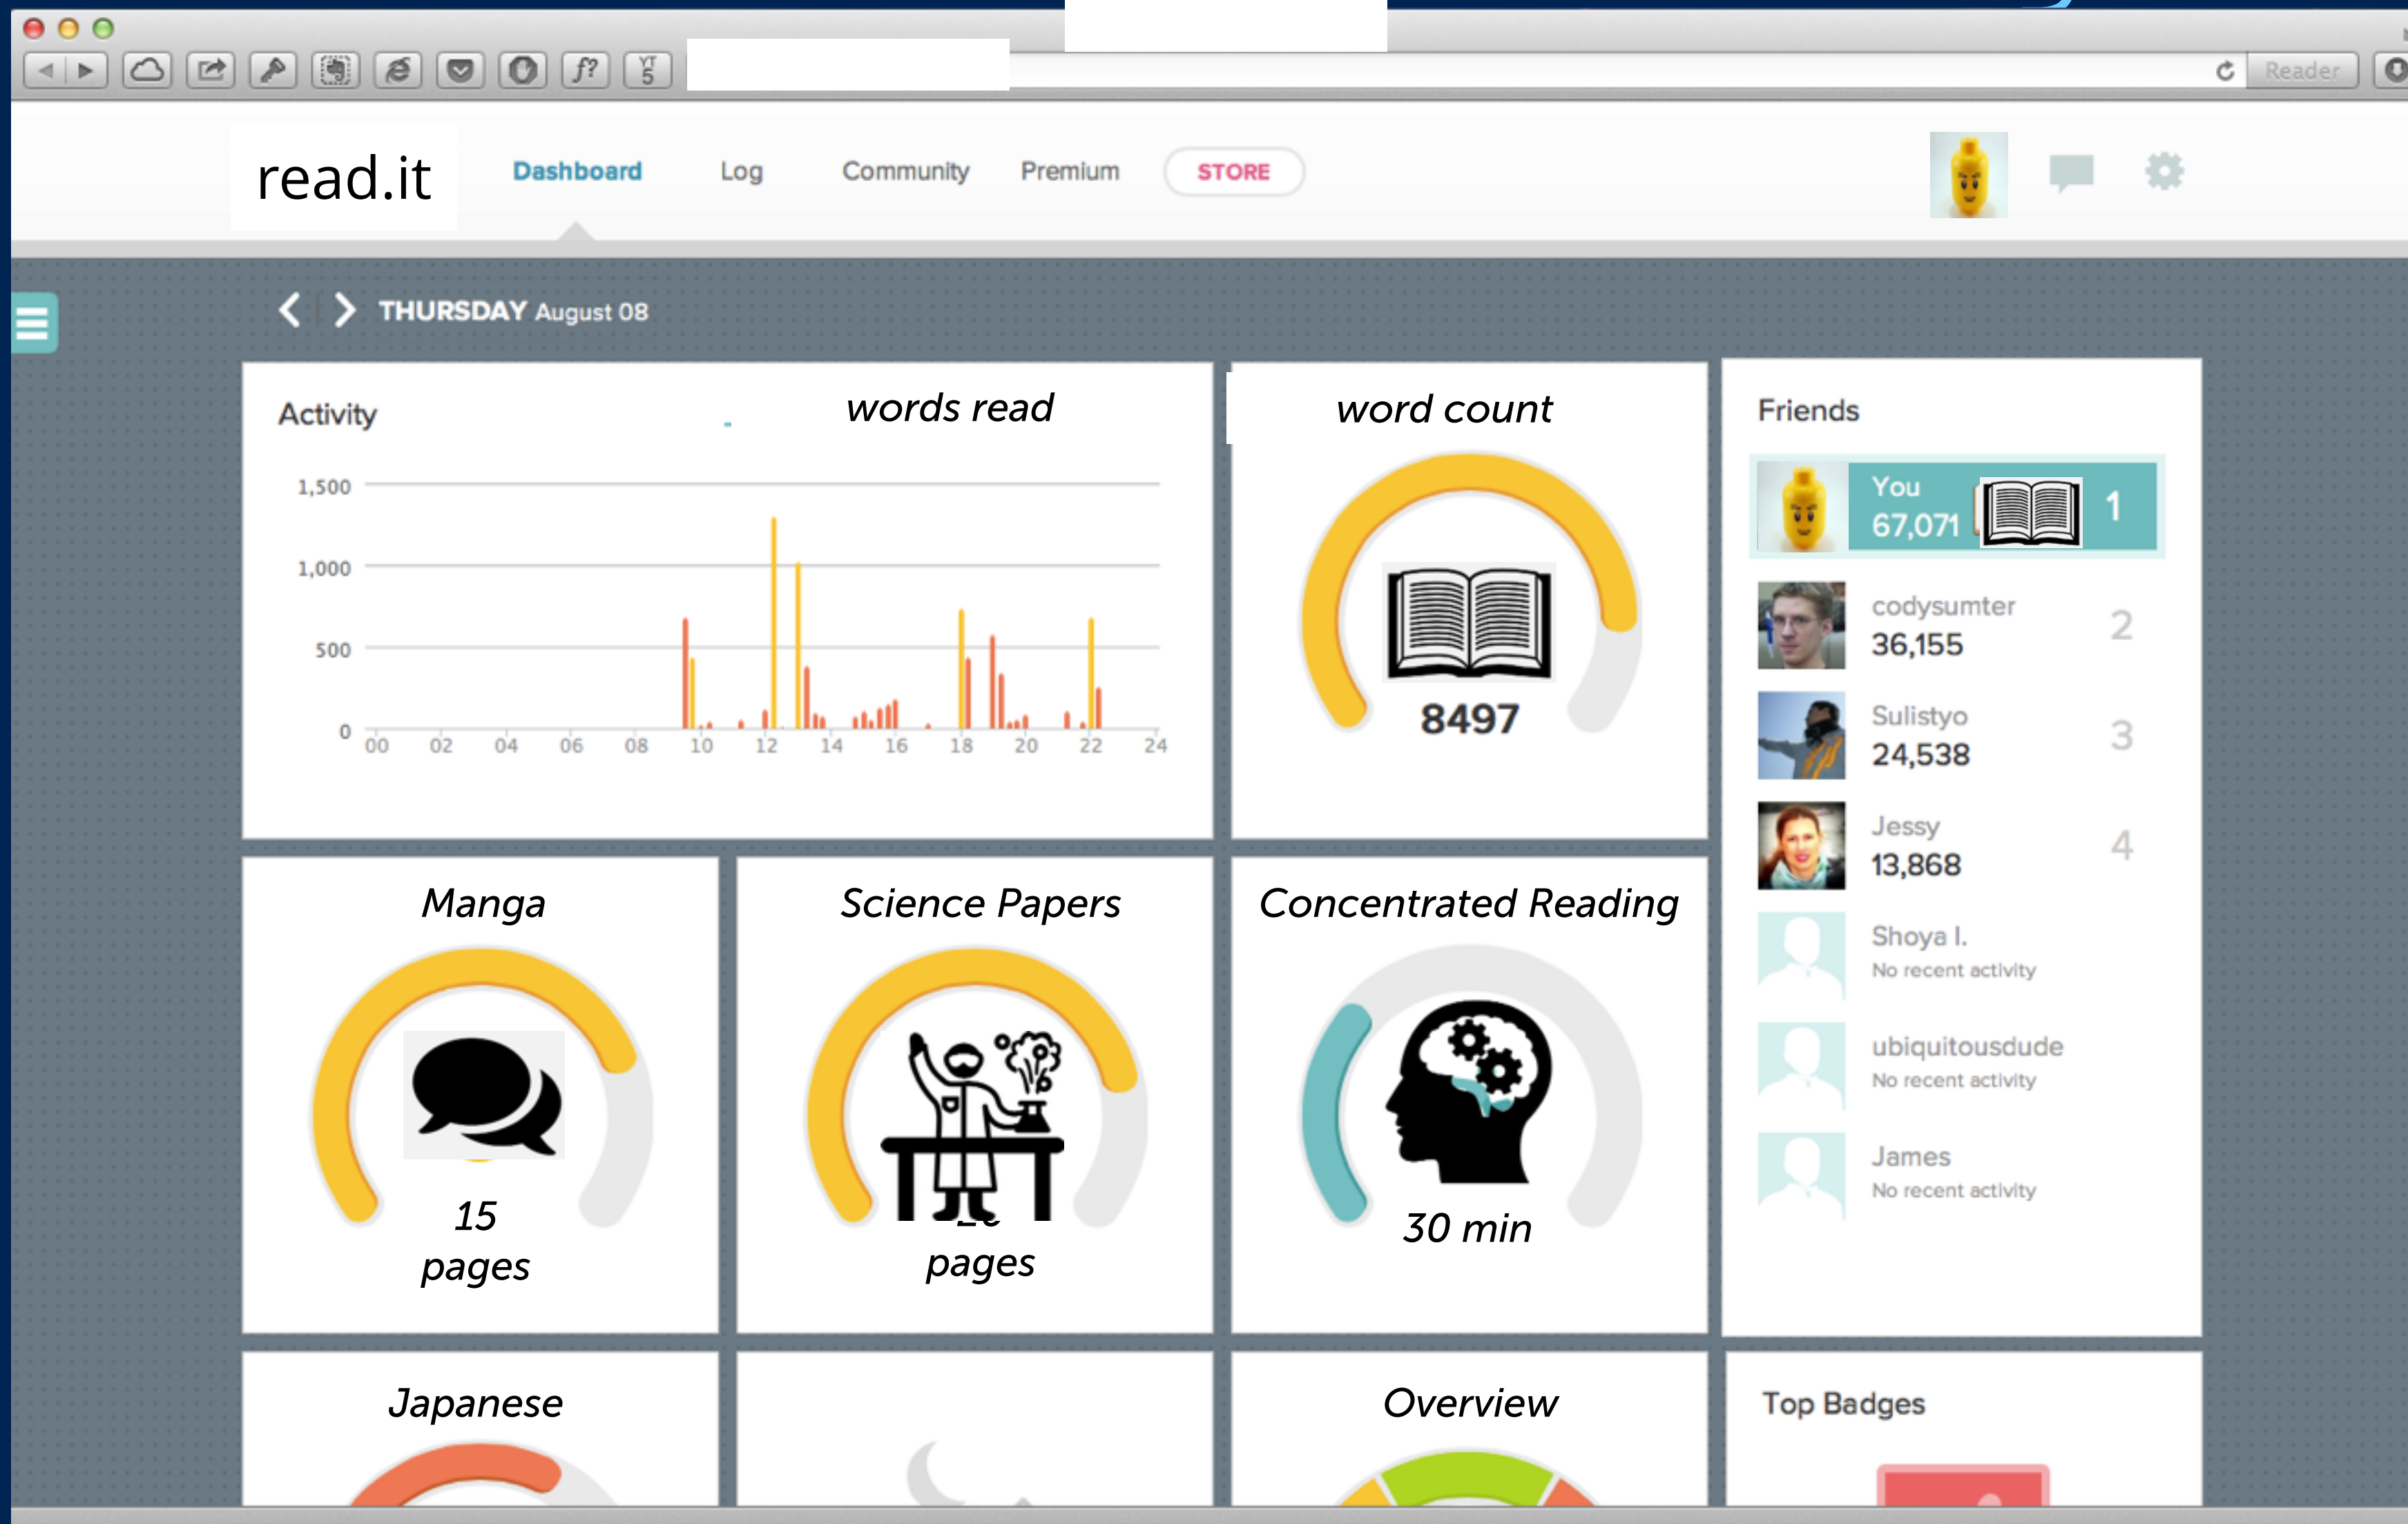 f?
YT
5
Reader
read.it
Dashboard
Log
Community
Premium
STORE
THURSDAY August 08
Activity
words read
1,500
1,000
500
0
00 02 04 06 08 10 12 14 16 18 20 22 24
word count
8497
Friends
You
67,071
1
codysumter
36,155
2
Sulistyo
24,538
3
Jessy
13,868
4
Shoya I.
No recent activity
ubiquitousdude
No recent activity
James
No recent activity
Manga
15
pages
Science Papers
pages
Concentrated Reading
30 min
Japanese
Overview
Top Badges